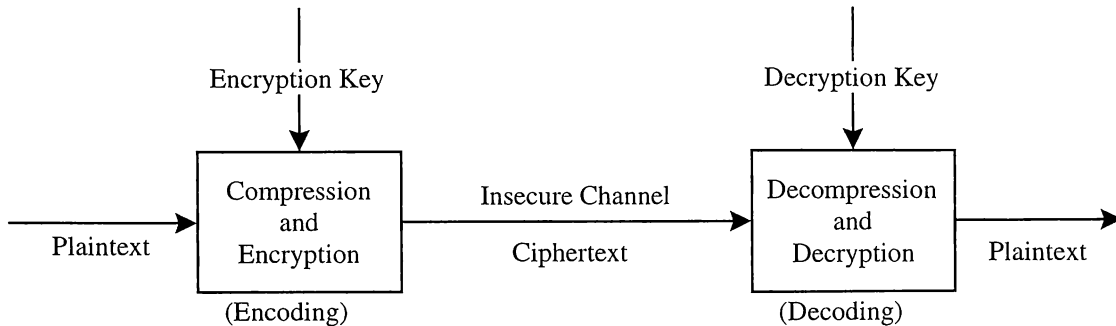 Encryption Key
Decryption Key
Compression
and
Encryption
Insecure Channel
Decompression
and
Decryption
Plaintext
Ciphertext
Plaintext
(Encoding)
(Decoding)